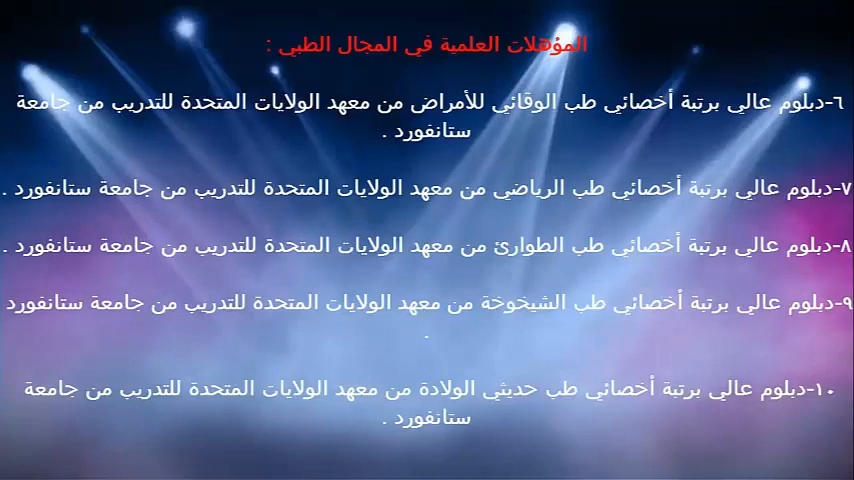 المؤهلات العلمية في المجال الطبي :
٦-دبلوم عالي برتبة أخصائي طب الوقائي للأمراض من معهد الولايات المتحدة للتدريب من جامعة
ستانفورد .
٧-دبلوم عالي برتبة أخصائي طب الرياضي من معهد الولايات المتحدة للتدريب من جامعة ستانفورد .
٨-دبلوم عالي برتبة أخصائي طب الطوارئ من معهد الولايات المتحدة للتدريب من جامعة ستانفورد .
٩-دبلوم عالي برتبة أخصائي طب الشيخوخة من معهد الولايات المتحدة للتدريب من جامعة ستانفورد
.
١٠-دبلوم عالي برتبة أخصائي طب حديثي الولادة من معهد الولايات المتحدة للتدريب من جامعة
ستانفورد .